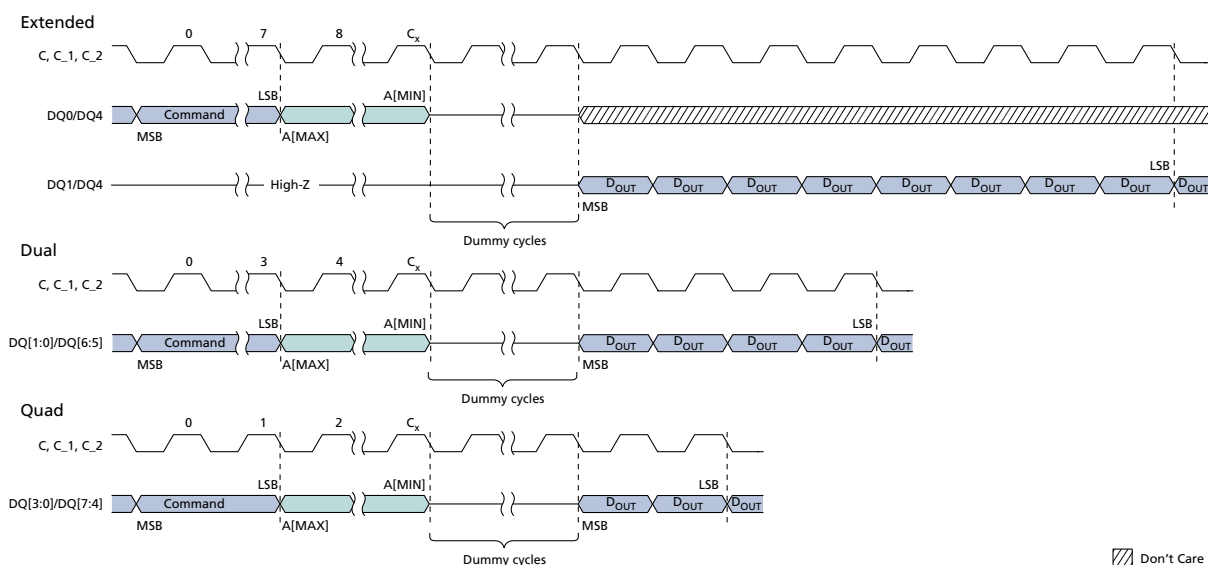 Extended
0 7 8 Cx
C, C_1, C_2
LSB A[MIN]
DQ0/DQ4 Command
MSB A[MAX]
LSB
DQ1/DQ4 High-Z DOUT DOUT DOUT DOUT DOUT DOUT DOUT DOUT DOUT
MSB
Dummy cycles
Dual
0 3 4 Cx
C, C_1, C_2
LSB A[MIN] LSB
DQ[1:0]/DQ[6:5] Command DOUT DOUT DOUT DOUT DOUT
MSB A[MAX] MSB
Dummy cycles
Quad
0 1 2 Cx
C, C_1, C_2
LSB A[MIN] LSB
DQ[3:0]/DQ[7:4] Command DOUT DOUT DOUT
MSB A[MAX] MSB
Dummy cycles
Don't Care